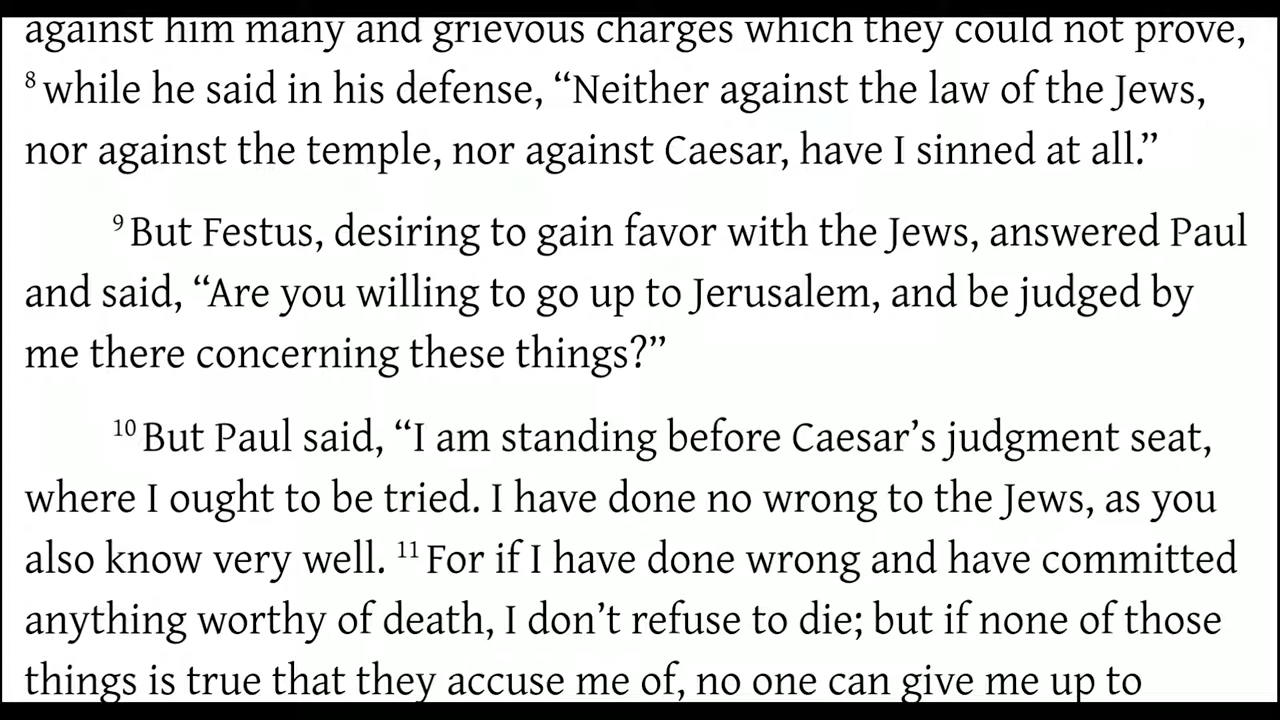 against him many and grievous charges which they could not prove,
8 while he said in his defense, “Neither against the law of the Jews,
nor against the temple, nor against Caesar, have I sinned at all.”
9 But Festus, desiring to gain favor with the Jews, answered Paul
and said, “Are you willing to go up to Jerusalem, and be judged by
me there concerning these things?”
10 But Paul said, “I am standing before Caesar’s judgment seat,
where I ought to be tried. I have done no wrong to the Jews, as you
also know very well. 11 For if I have done wrong and have committed
anything worthy of death, I don’t refuse to die; but if none of those
things is true that they accuse me of, no one can give me up to